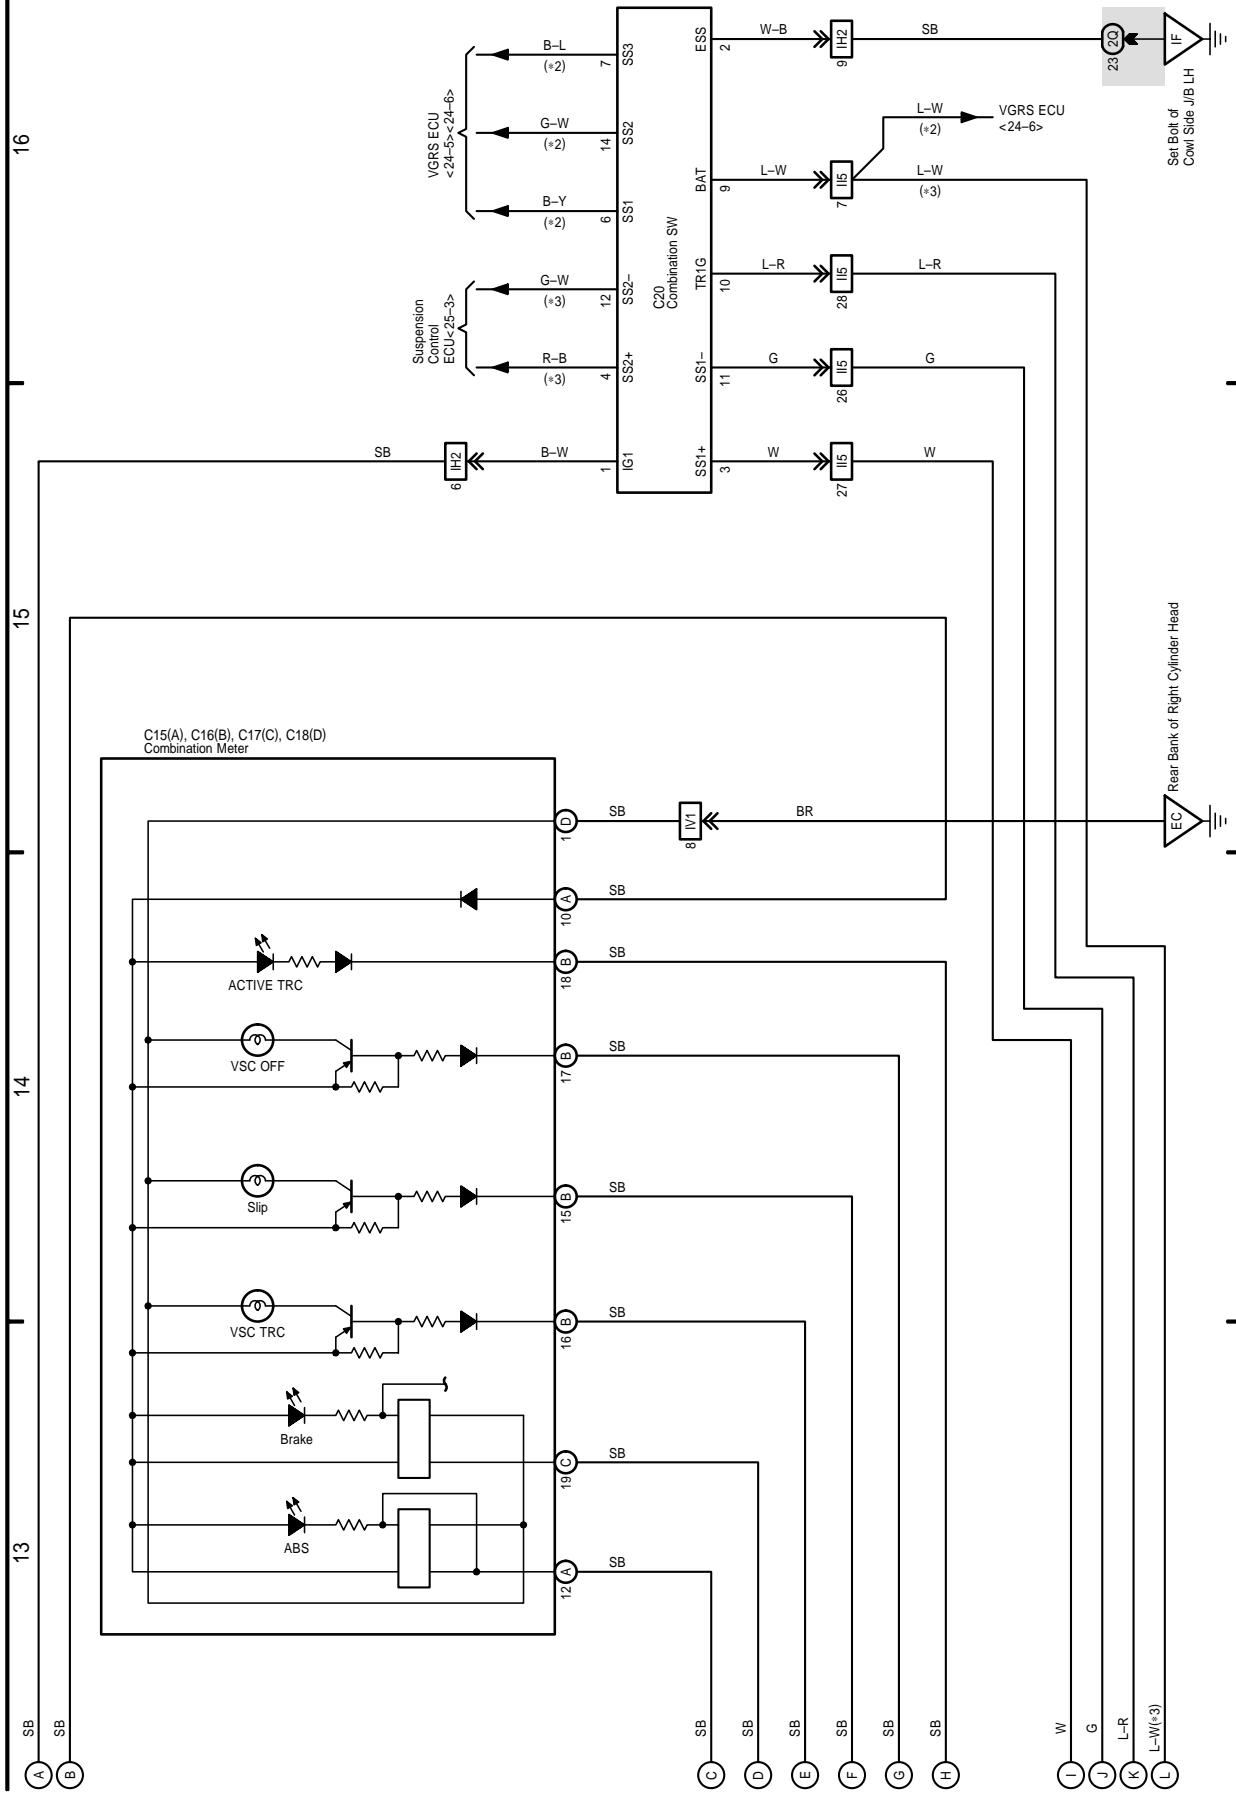 16
15
14
13
B–L
(*2)
7
SS3
G–W
(*2)
14
SS2
B–Y
(*2)
6
SS1
G–W
(*3)
12
SS2–
R–B
(*3)
4
SS2+
B–W
1
IG1
VGRS ECU
<24–5><24–6>
Suspension
Control
ECU<25–3>
C20
Combination SW
ESS
2
W–B
IH2
9
SB
2Q
23
IF
Set Bolt of
Cowl Side J/B LH
BAT
9
L–W
II5
7
L–W
(*2)
VGRS ECU
<24–6>
L–W
(*3)
TR1G
10
L–R
II5
28
L–R
SS1–
11
G
II5
26
G
SS1+
3
W
II5
27
W
SB
IH2
6
C15(A), C16(B), C17(C), C18(D)
Combination Meter
D
1
SB
IV1
8
BR
EC
Rear Bank of Right Cylinder Head
A
10
SB
ACTIVE TRC
B
18
SB
VSC OFF
B
17
SB
Slip
B
15
SB
VSC TRC
B
16
SB
Brake
C
19
SB
ABS
A
12
SB
SB
A
SB
B
SB
C
SB
D
SB
E
SB
F
SB
G
SB
H
W
I
G
J
L–R
K
L–W(*3)
L